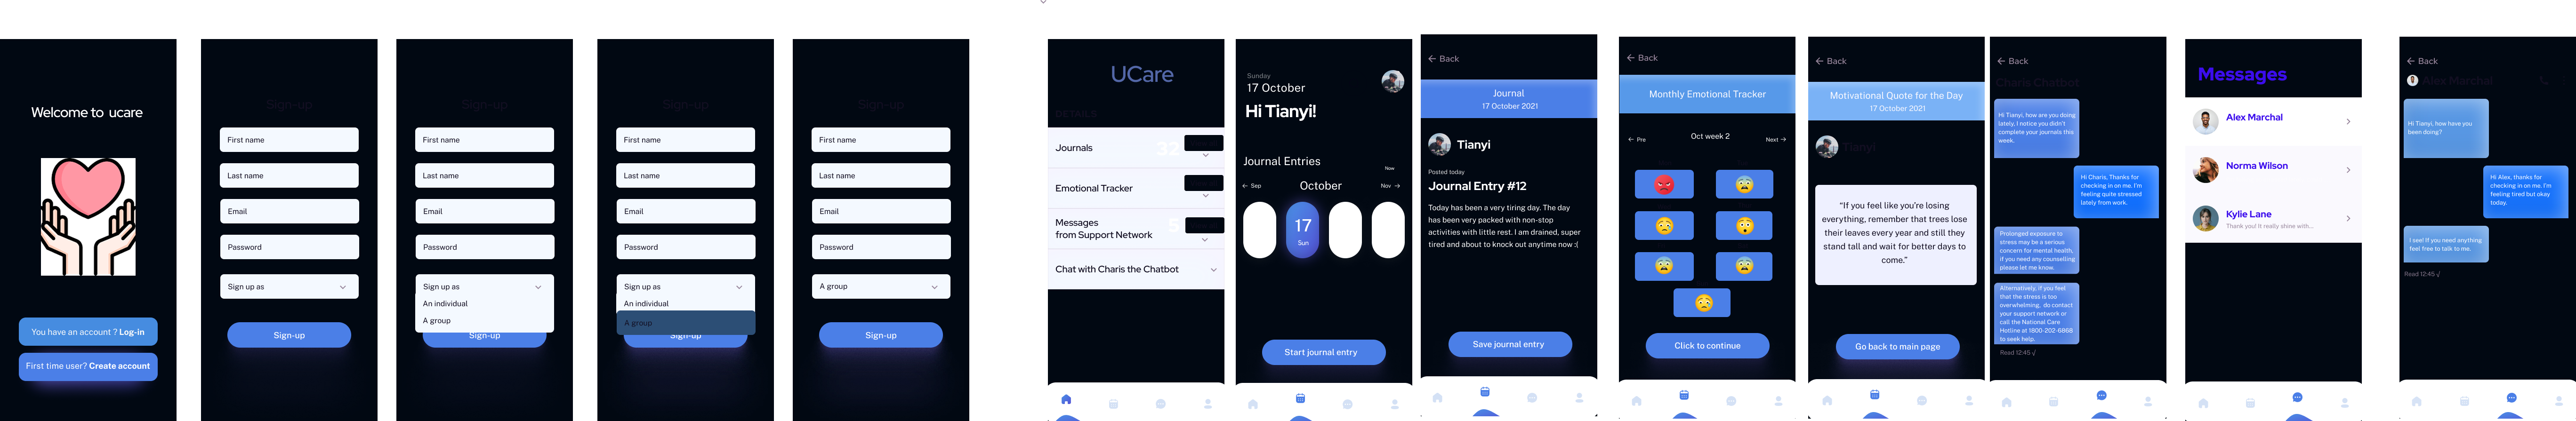 Welcome to ucare
You have an account ? Log-in
First time user? Create account
Sign-up
First name
Last name
Email
Password
Sign up as
Sign-up
Sign-up
First name
Last name
Email
Password
Sign up as
An individual
A group
Sign-up
Sign-up
First name
Last name
Email
Password
Sign up as
An individual
A group
Sign-up
Sign-up
First name
Last name
Email
Password
A group
Sign-up
UCare
DETAILS
Journals
32
Emotional Tracker
Messages
from Support Network
5
Chat with Charis the Chatbot
Sunday
17 October
Hi Tianyi!
Journal Entries
Now
Sep
October
Nov
17
Sun
Start journal entry
Back
Journal
17 October 2021
Tianyi
Posted today
Journal Entry #12
Today has been a very tiring day. The day
has been very packed with non-stop
activities with little rest. I am drained, super
tired and about to knock out anytime now :(
Save journal entry
Back
Monthly Emotional Tracker
Pre
Oct week 2
Next
Click to continue
Back
Motivational Quote for the Day
17 October 2021
Tianyi
"If you feel like you're losing
everything, remember that trees lose
their leaves every year and still they
stand tall and wait for better days to
come."
Go back to main page
Back
Charis Chatbot
Hi Tianyi, how are you doing
lately, I notice you didn't
complete your journals this
week.
Hi Charis, Thanks for
checking in on me. I'm
feeling quite stressed
lately from work.
Prolonged exposure to
stress may be a serious
concern for mental health,
if you need any counselling
please let me know.
Alternatively, if you feel
that the stress is too
overwhelming, do contact
your support network or
call the National Care
Hotline at 1800-202-6868
to seek help.
Read 12:45
Messages
Alex Marchal
Norma Wilson
Kylie Lane
Thank you! It really shine with...
Back
Alex Marchal
Hi Tianyi, how have you
been doing?
Hi Alex, thanks for
checking in on me. I'm
feeling tired but okay
today.
I see! If you need anything
feel free to talk to me.
Read 12:45